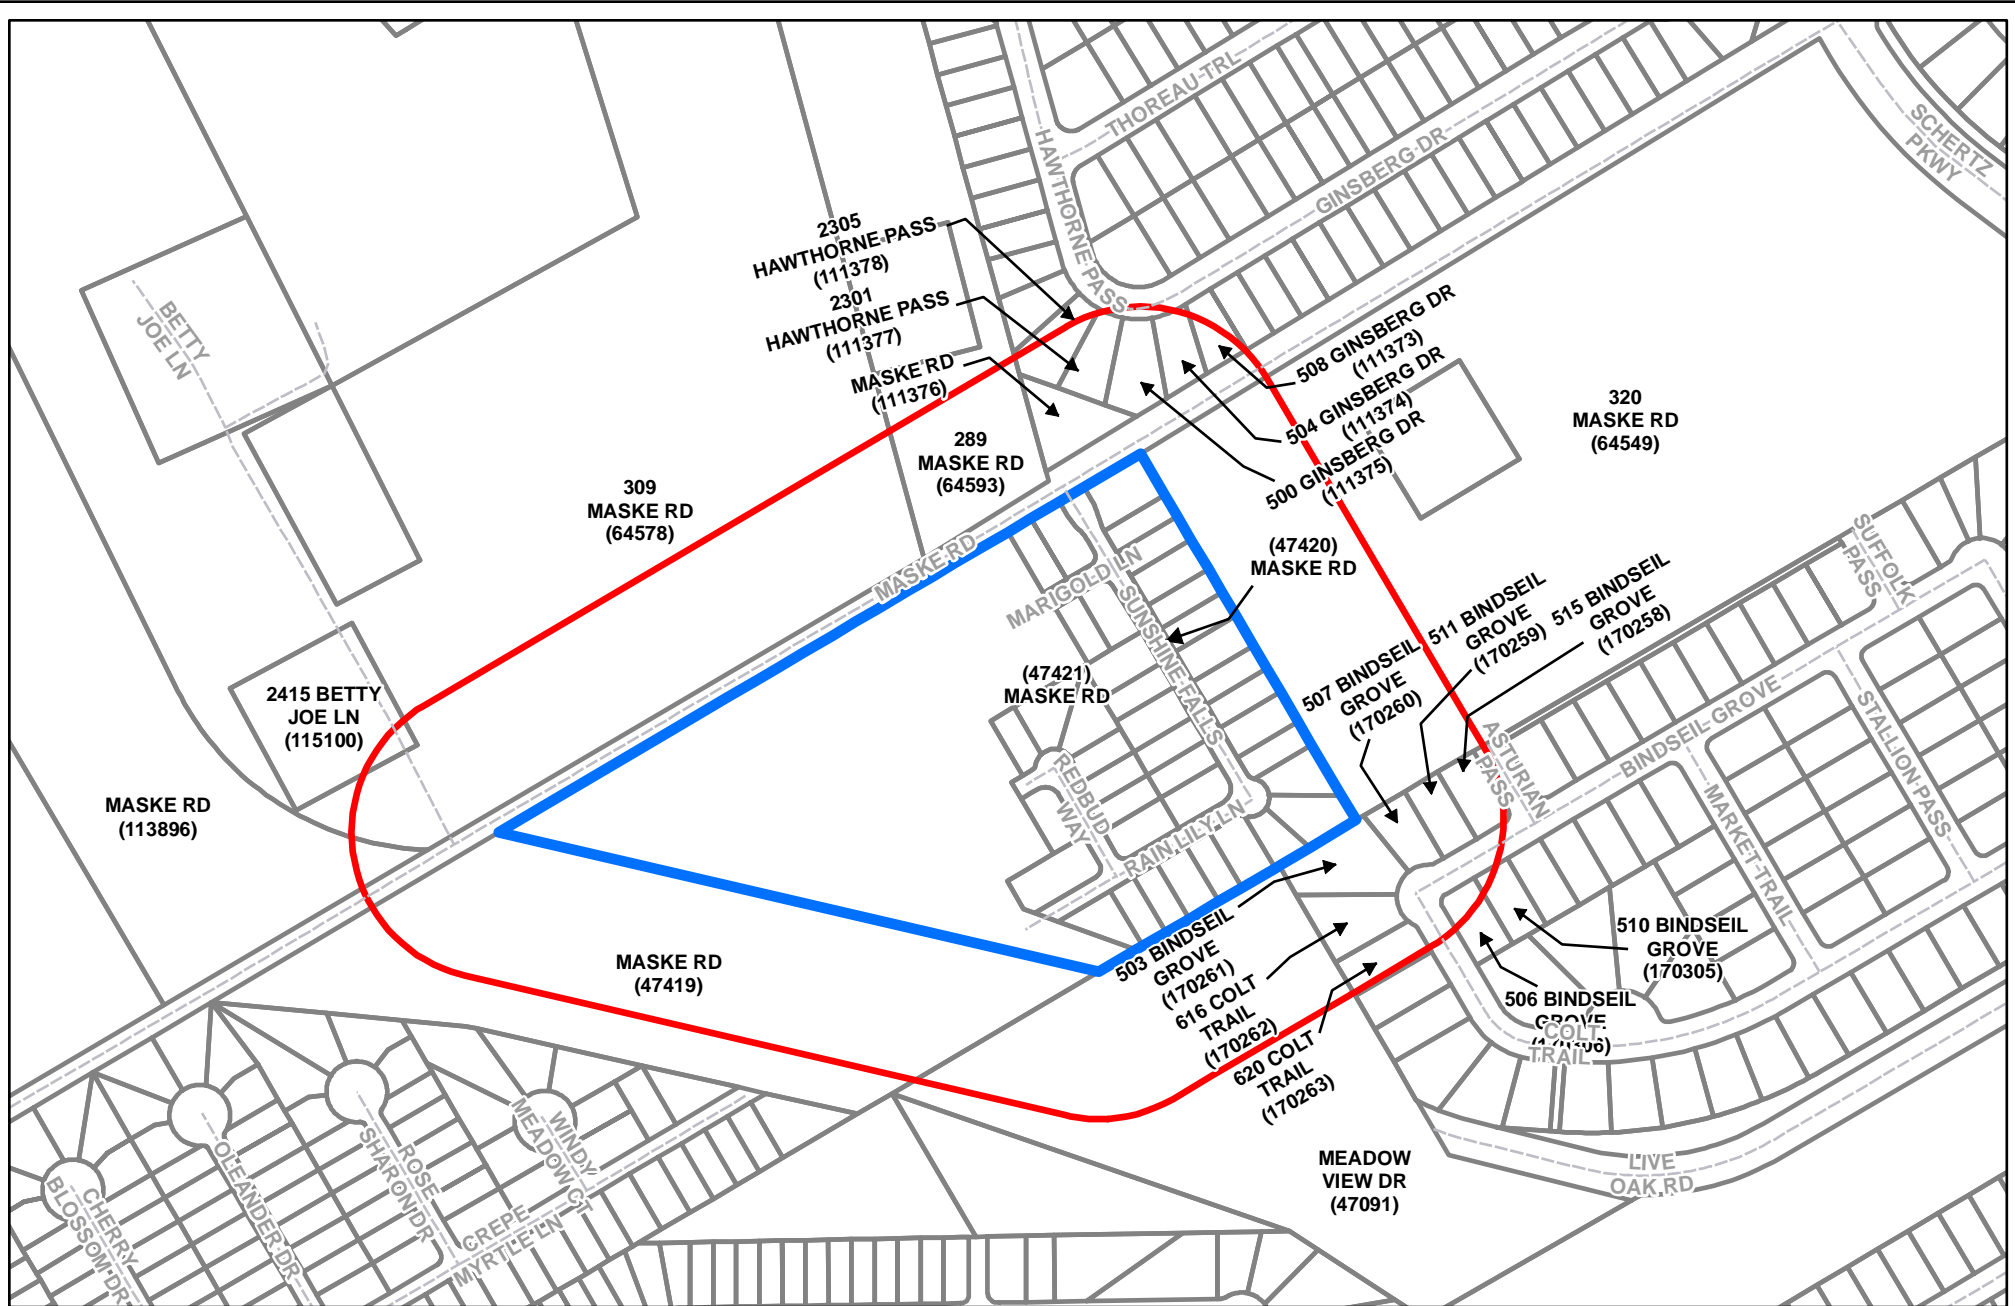 THOREAU TRL
SCHERTZ
PKWY
HAWTHORNE PASS
GINSBERG DR
2305
HAWTHORNE PASS
(111378)
2301
HAWTHORNE PASS
(111377)
MASKE RD
(111376)
BETTY
JOE LN
508 GINSBERG DR
(111373)
504 GINSBERG DR
(111374)
500 GINSBERG DR
(111375)
320
MASKE RD
(64549)
289
MASKE RD
(64593)
309
MASKE RD
(64578)
MASKE RD
(47420)
MASKE RD
MARIGOLD LN
SUNSHINE FALLS
SUFFOLK
PASS
507 BINDSEIL
GROVE
(170260)
511 BINDSEIL
GROVE
(170259)
515 BINDSEIL
GROVE
(170258)
(47421)
MASKE RD
2415 BETTY
JOE LN
(115100)
MASKE RD
(113896)
REDBUD
WAY
RAIN LILY LN
ASTURIAN
PASS
BINDSEIL GROVE
STALLION PASS
MARKET TRAIL
MASKE RD
(47419)
503 BINDSEIL
GROVE
(170261)
616 COLT
TRAIL
(170262)
620 COLT
TRAIL
(170263)
510 BINDSEIL
GROVE
(170305)
506 BINDSEIL
GROVE
COLT
TRAIL
MEADOW
VIEW DR
(47091)
LIVE
OAK RD
CHERRY
BLOSSOM DR
OLEANDER DR
ROSE
SHARON DR
WINDY
MEADOW CT
CREPE
MYRTLE LN